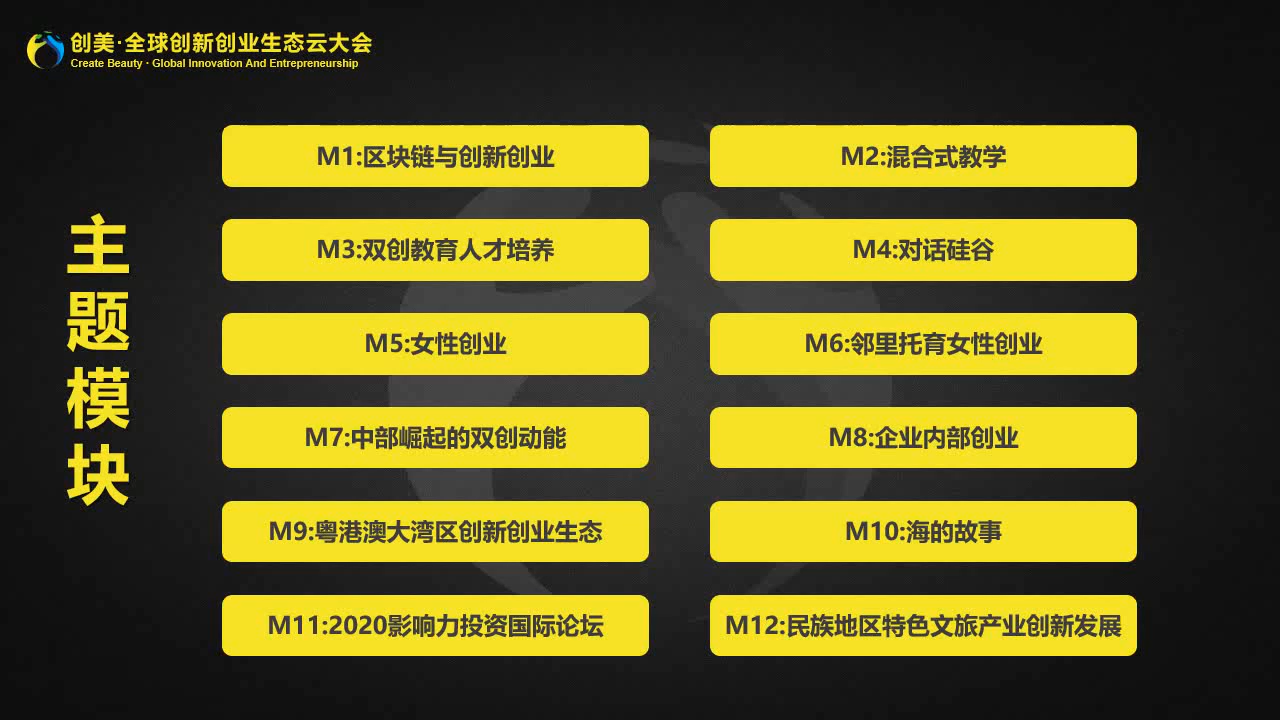 创美·全球创新创业生态云大会
Create Beauty · Global Innovation And Entrepreneurship
主题模块
M1:区块链与创新创业
M2:混合式教学
M3:双创教育人才培养
M4:对话硅谷
M5:女性创业
M6:邻里托育女性创业
M7:中部崛起的双创动能
M8:企业内部创业
M9:粤港澳大湾区创新创业生态
M10:海的故事
M11:2020影响力投资国际论坛
M12:民族地区特色文旅产业创新发展